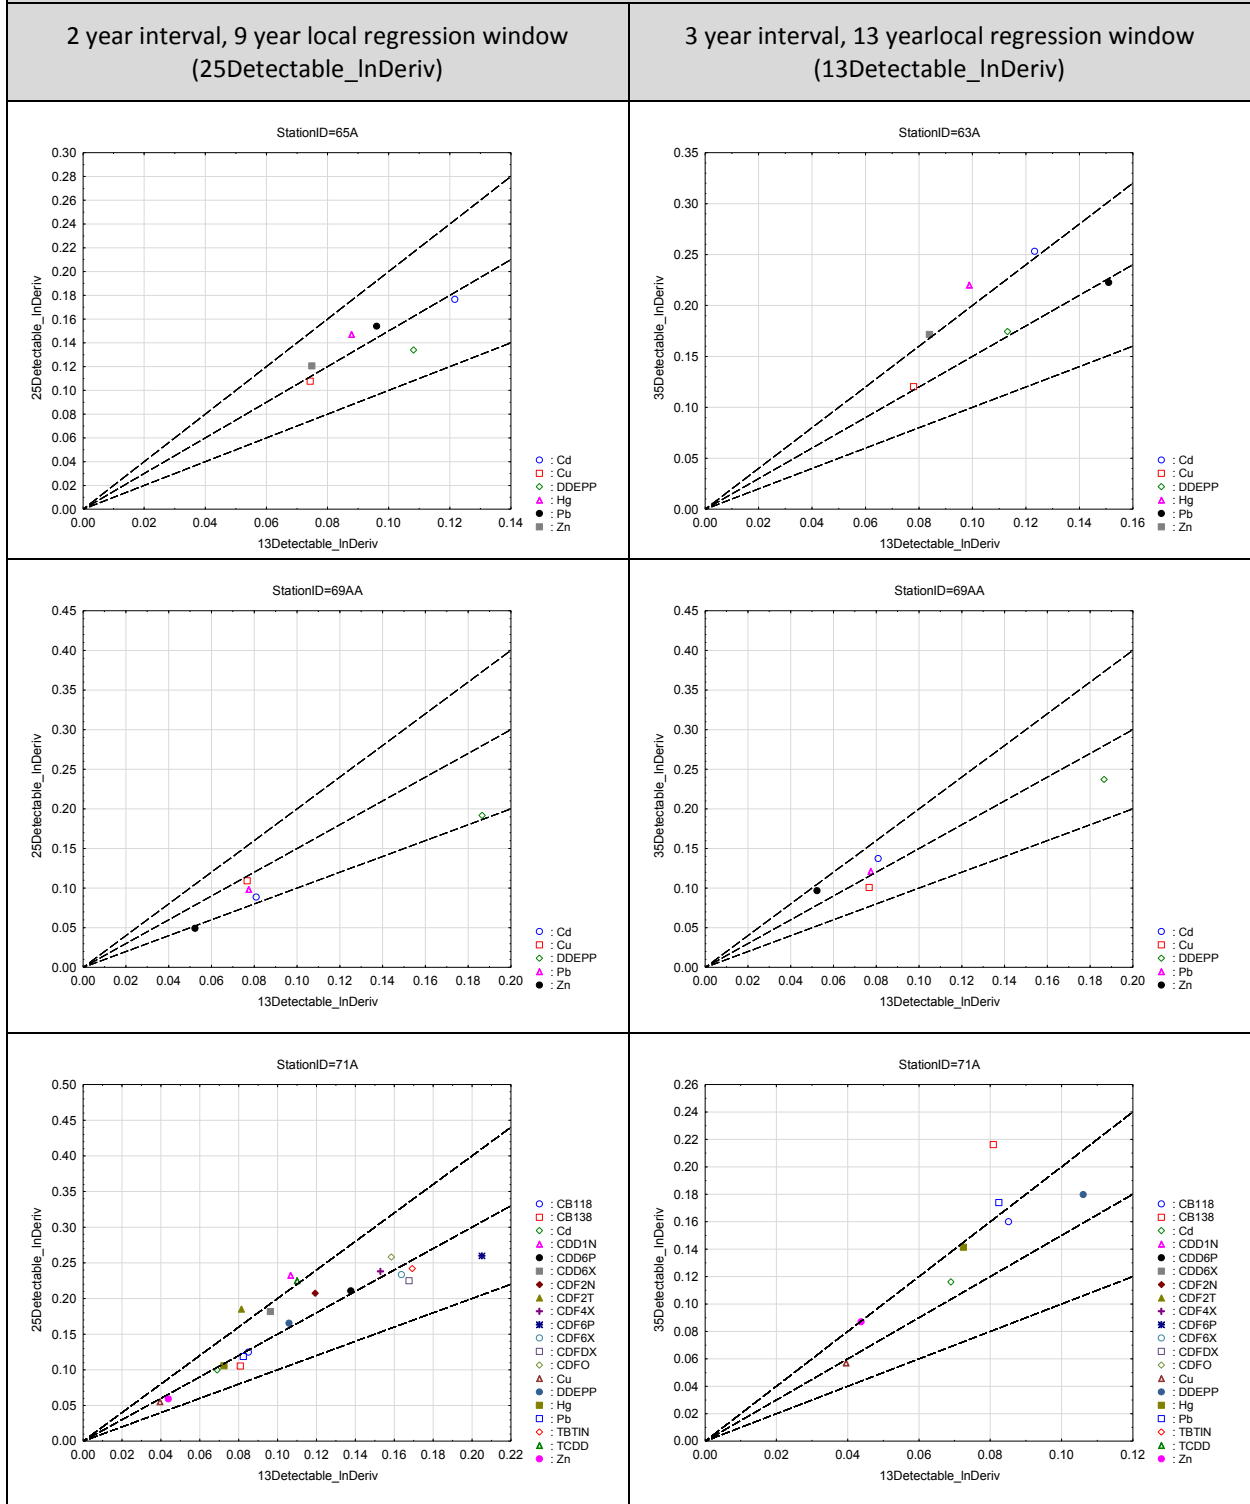 2 year interval, 9 year local regression window
(25Detectable_lnDeriv)
3 year interval, 13 yearlocal regression window
(13Detectable_lnDeriv)
StationID=65A
0.30
0.28
0.26
0.24
0.22
0.20
0.18
0.16
0.14
0.12
0.10
0.08
0.06
0.04
0.02
0.00
25Detectable_lnDeriv
0.00 0.02 0.04 0.06 0.08 0.10 0.12 0.14
13Detectable_lnDeriv
: Cd
: Cu
: DDEPP
: Hg
: Pb
: Zn
StationID=63A
0.35
0.30
0.25
0.20
0.15
0.10
0.05
0.00
35Detectable_lnDeriv
0.00 0.02 0.04 0.06 0.08 0.10 0.12 0.14 0.16
13Detectable_lnDeriv
: Cd
: Cu
: DDEPP
: Hg
: Pb
: Zn
StationID=69AA
0.45
0.40
0.35
0.30
0.25
0.20
0.15
0.10
0.05
0.00
25Detectable_lnDeriv
0.00 0.02 0.04 0.06 0.08 0.10 0.12 0.14 0.16 0.18 0.20
13Detectable_lnDeriv
: Cd
: Cu
: DDEPP
: Pb
: Zn
StationID=69AA
0.45
0.40
0.35
0.30
0.25
0.20
0.15
0.10
0.05
0.00
35Detectable_lnDeriv
0.00 0.02 0.04 0.06 0.08 0.10 0.12 0.14 0.16 0.18 0.20
13Detectable_lnDeriv
: Cd
: Cu
: DDEPP
: Pb
: Zn
StationID=71A
0.50
0.45
0.40
0.35
0.30
0.25
0.20
0.15
0.10
0.05
0.00
25Detectable_lnDeriv
0.00 0.02 0.04 0.06 0.08 0.10 0.12 0.14 0.16 0.18 0.20 0.22
13Detectable_lnDeriv
: CB118
: CB138
: Cd
: CDD1N
: CDD6P
: CDD6X
: CDF2N
: CDF2T
: CDF4X
: CDF6P
: CDF6X
: CDFDX
: CDFO
: Cu
: DDEPP
: Hg
: Pb
: TBTIN
: TCDD
: Zn
StationID=71A
0.26
0.24
0.22
0.20
0.18
0.16
0.14
0.12
0.10
0.08
0.06
0.04
0.02
0.00
35Detectable_lnDeriv
0.00 0.02 0.04 0.06 0.08 0.10 0.12
13Detectable_lnDeriv
: CB118
: CB138
: Cd
: CDD1N
: CDD6P
: CDD6X
: CDF2N
: CDF2T
: CDF4X
: CDF6P
: CDF6X
: CDFDX
: CDFO
: Cu
: DDEPP
: Hg
: Pb
: TBTIN
: TCDD
: Zn